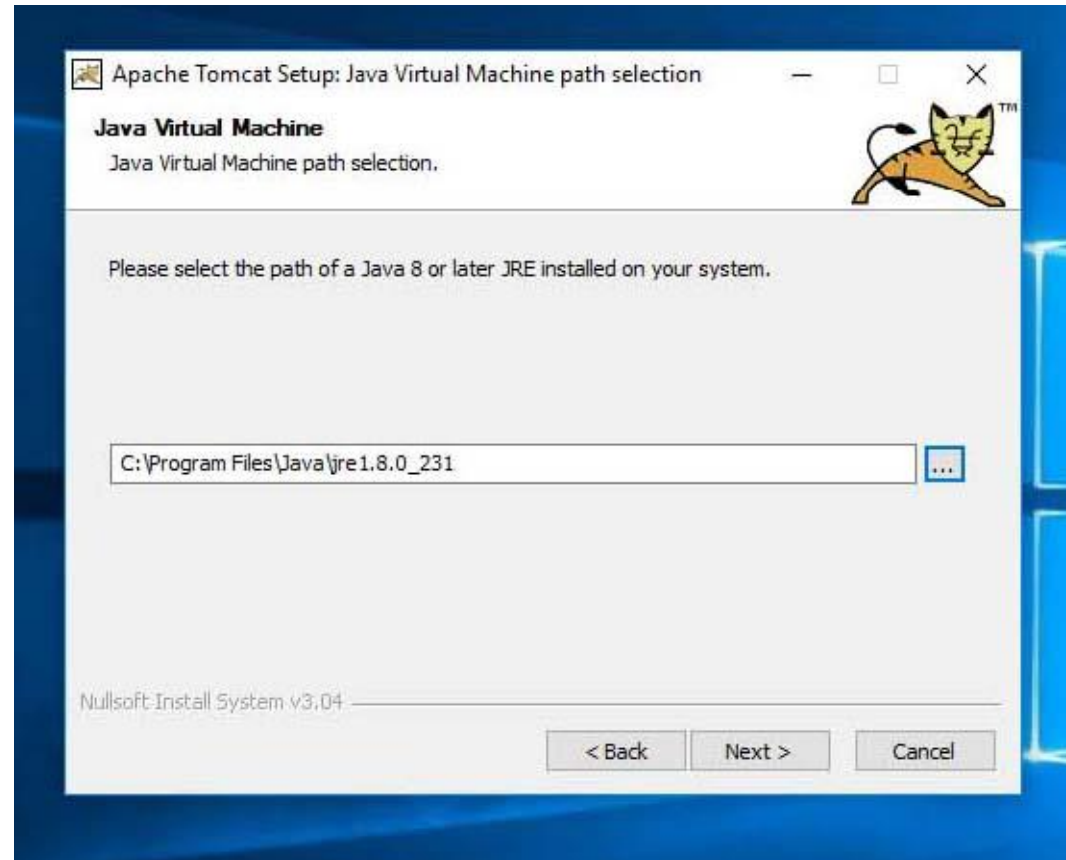 Apache Tomcat Setup: Java Virtual Machine path selection
TM
Java Virtual Machine
Java Virtual Machine path selection.
Please select the path of a Java 8 or later JRE installed on your system.
C:\Program Files\Java\jre1.8.0_231
...
Nullsoft Install System v3.04
< Back
Next >
Cancel